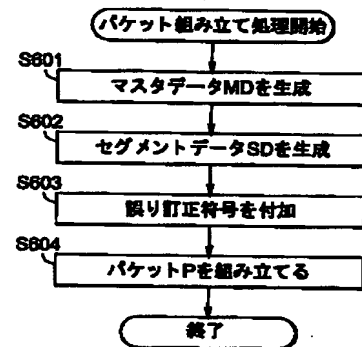 パケット組み立て処理開始
S601
マスタデータMDを生成
S602
セグメントデータSDを生成
S603
誤り訂正符号を付加
S604
パケットPを組み立てる
終了